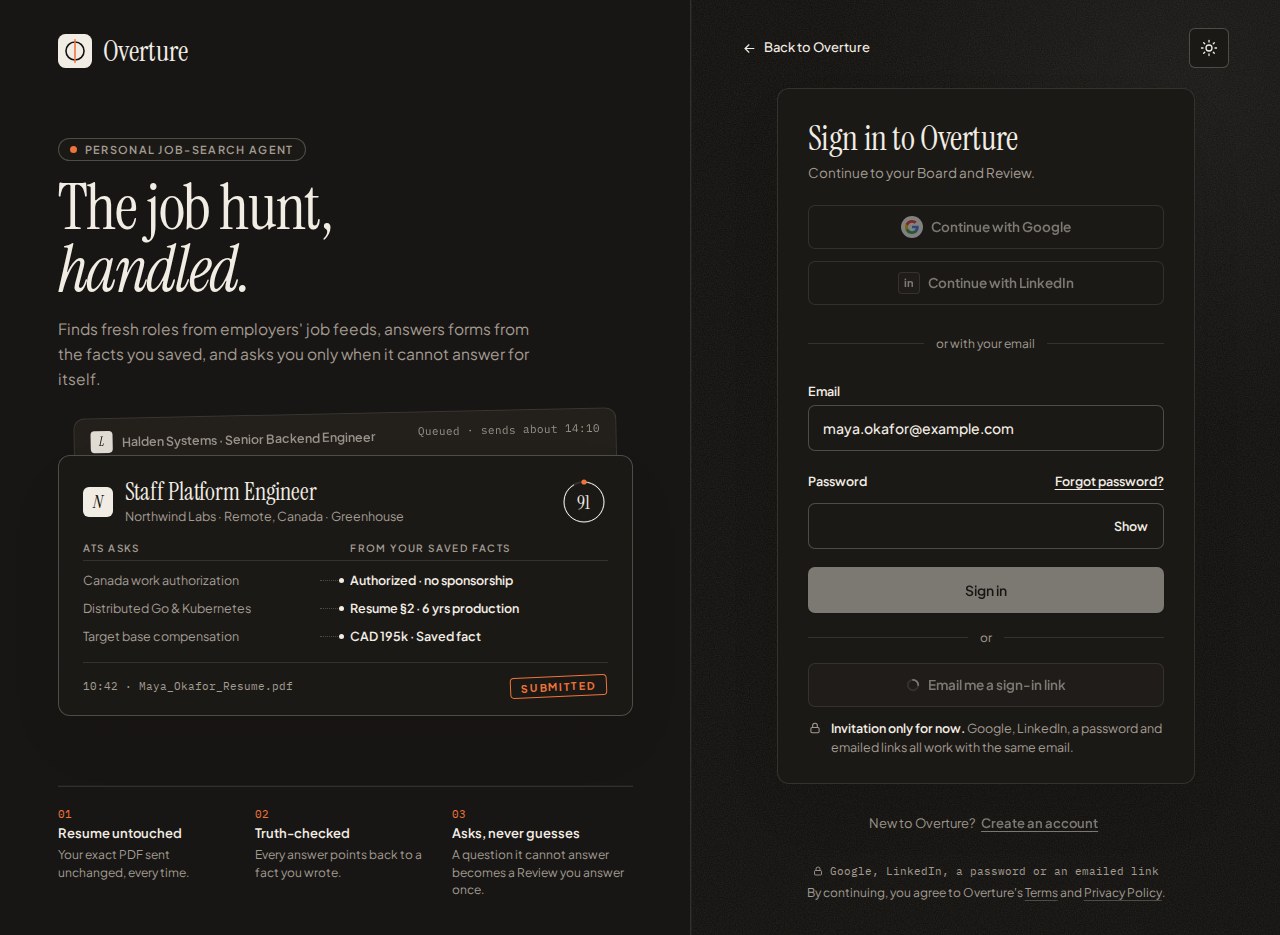 Overture
PERSONAL JOB-SEARCH AGENT
The job hunt,
handled.
Finds fresh roles from employers' job feeds, answers forms from
the facts you saved, and asks you only when it cannot answer for
itself.
L
Halden Systems · Senior Backend Engineer
Queued · sends about 14:10
N
Staff Platform Engineer
Northwind Labs · Remote, Canada · Greenhouse
91
ATS ASKS
FROM YOUR SAVED FACTS
Canada work authorization
Authorized · no sponsorship
Distributed Go & Kubernetes
Resume §2 · 6 yrs production
Target base compensation
CAD 195k · Saved fact
10:42 · Maya_Okafor_Resume.pdf
SUBMITTED
01
Resume untouched
Your exact PDF sent
unchanged, every time.
02
Truth-checked
Every answer points back to a
fact you wrote.
03
Asks, never guesses
A question it cannot answer
becomes a Review you answer
once.
← Back to Overture
Sign in to Overture
Continue to your Board and Review.
G
Continue with Google
in
Continue with LinkedIn
or with your email
Email
maya.okafor@example.com
Password
Forgot password?
Show
Sign in
or
Email me a sign-in link
Invitation only for now. Google, LinkedIn, a password and
emailed links all work with the same email.
New to Overture? Create an account
Google, LinkedIn, a password or an emailed link
By continuing, you agree to Overture's Terms and Privacy Policy.